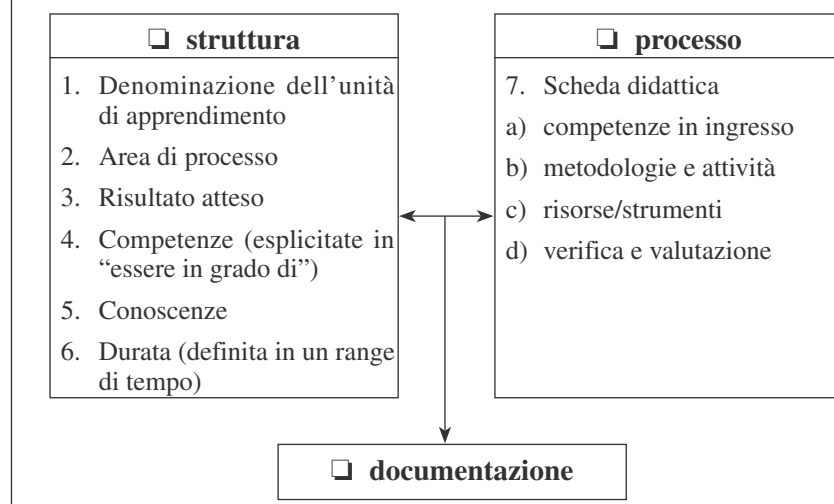 ❏ struttura
1. Denominazione dell’unità
di apprendimento
2. Area di processo
3. Risultato atteso
4. Competenze (esplicitate in
“essere in grado di”)
5. Conoscenze
6. Durata (definita in un range
di tempo)
❏ processo
7. Scheda didattica
a) competenze in ingresso
b) metodologie e attività
c) risorse/strumenti
d) verifica e valutazione
❏ documentazione